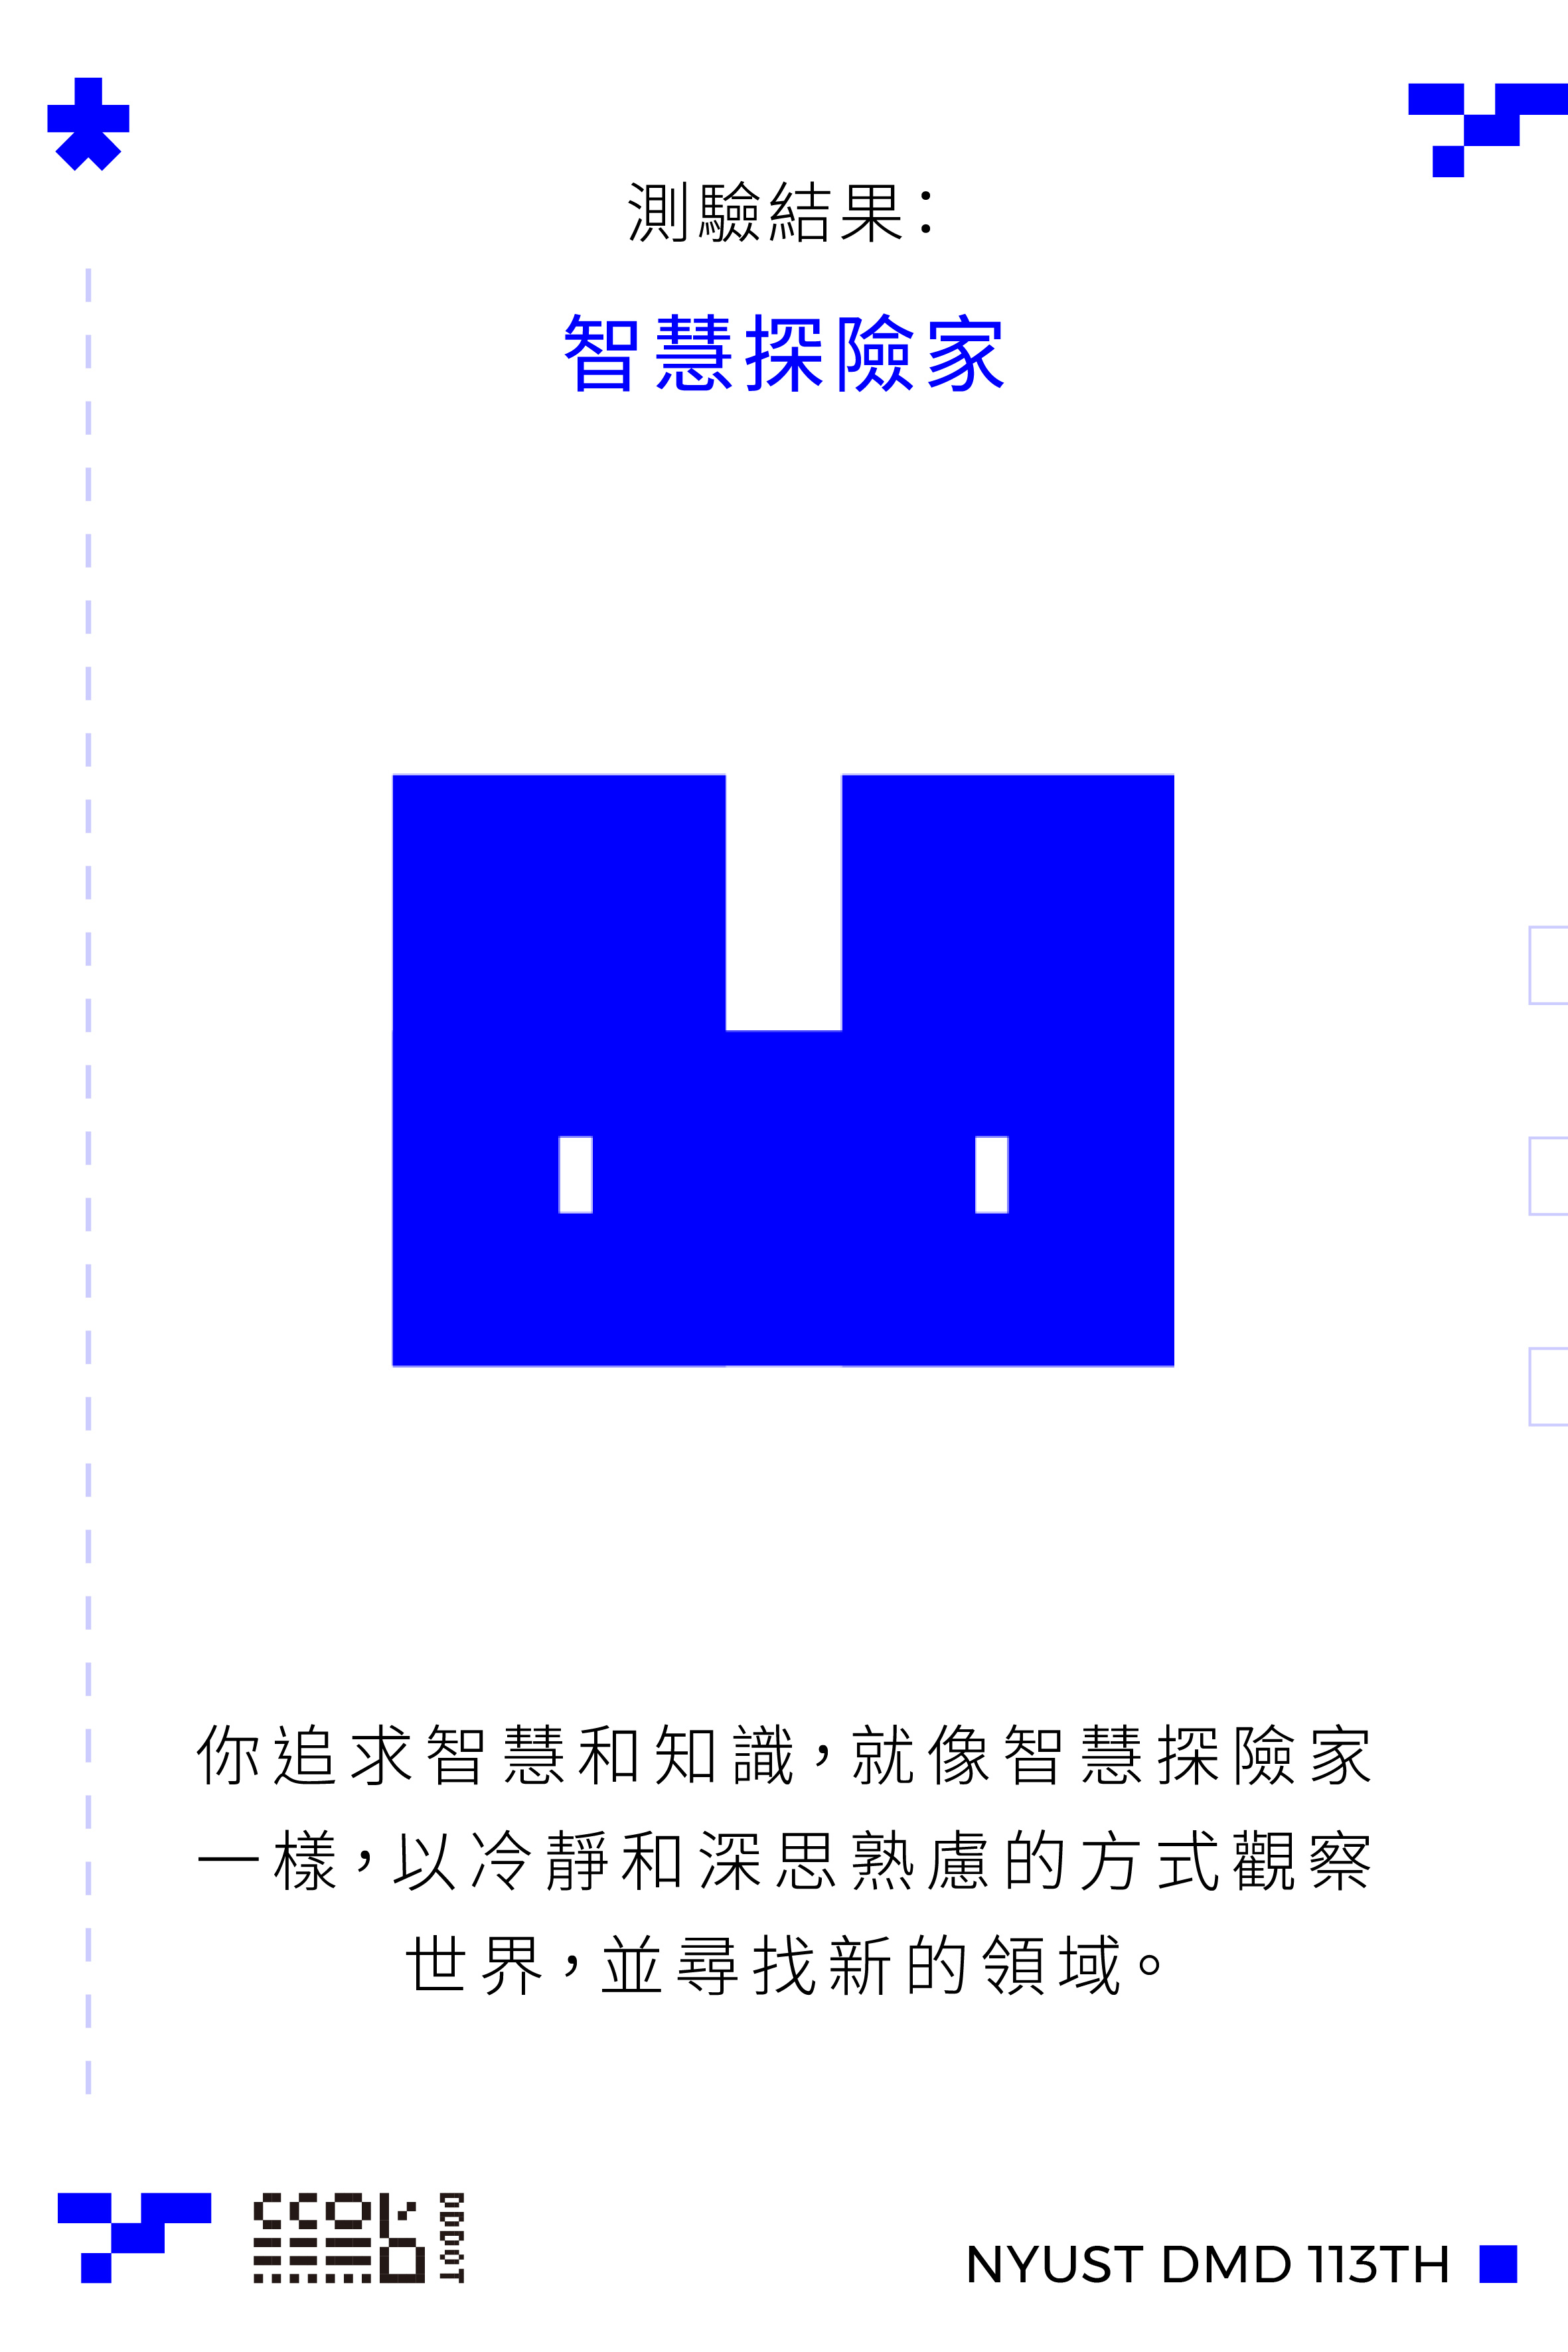 測驗結果：
智慧探險家
你追求智慧和知識，就像智慧探險家
一樣，以冷靜和深思熟慮的方式觀察
世界，並尋找新的領域。
NYUST DMD 113TH